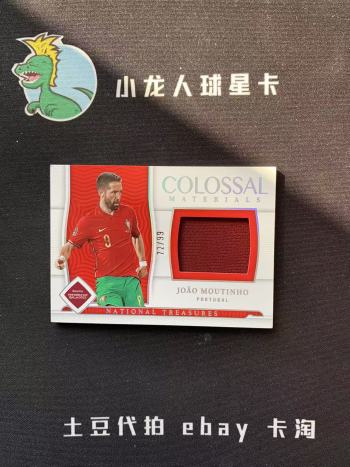 小龙人球星卡
COLOSSAL
MATERIALS
72/99
8
JOÃO MOUTINHO
PORTUGAL
NATIONAL TREASURES
土豆代拍 ebay 卡淘